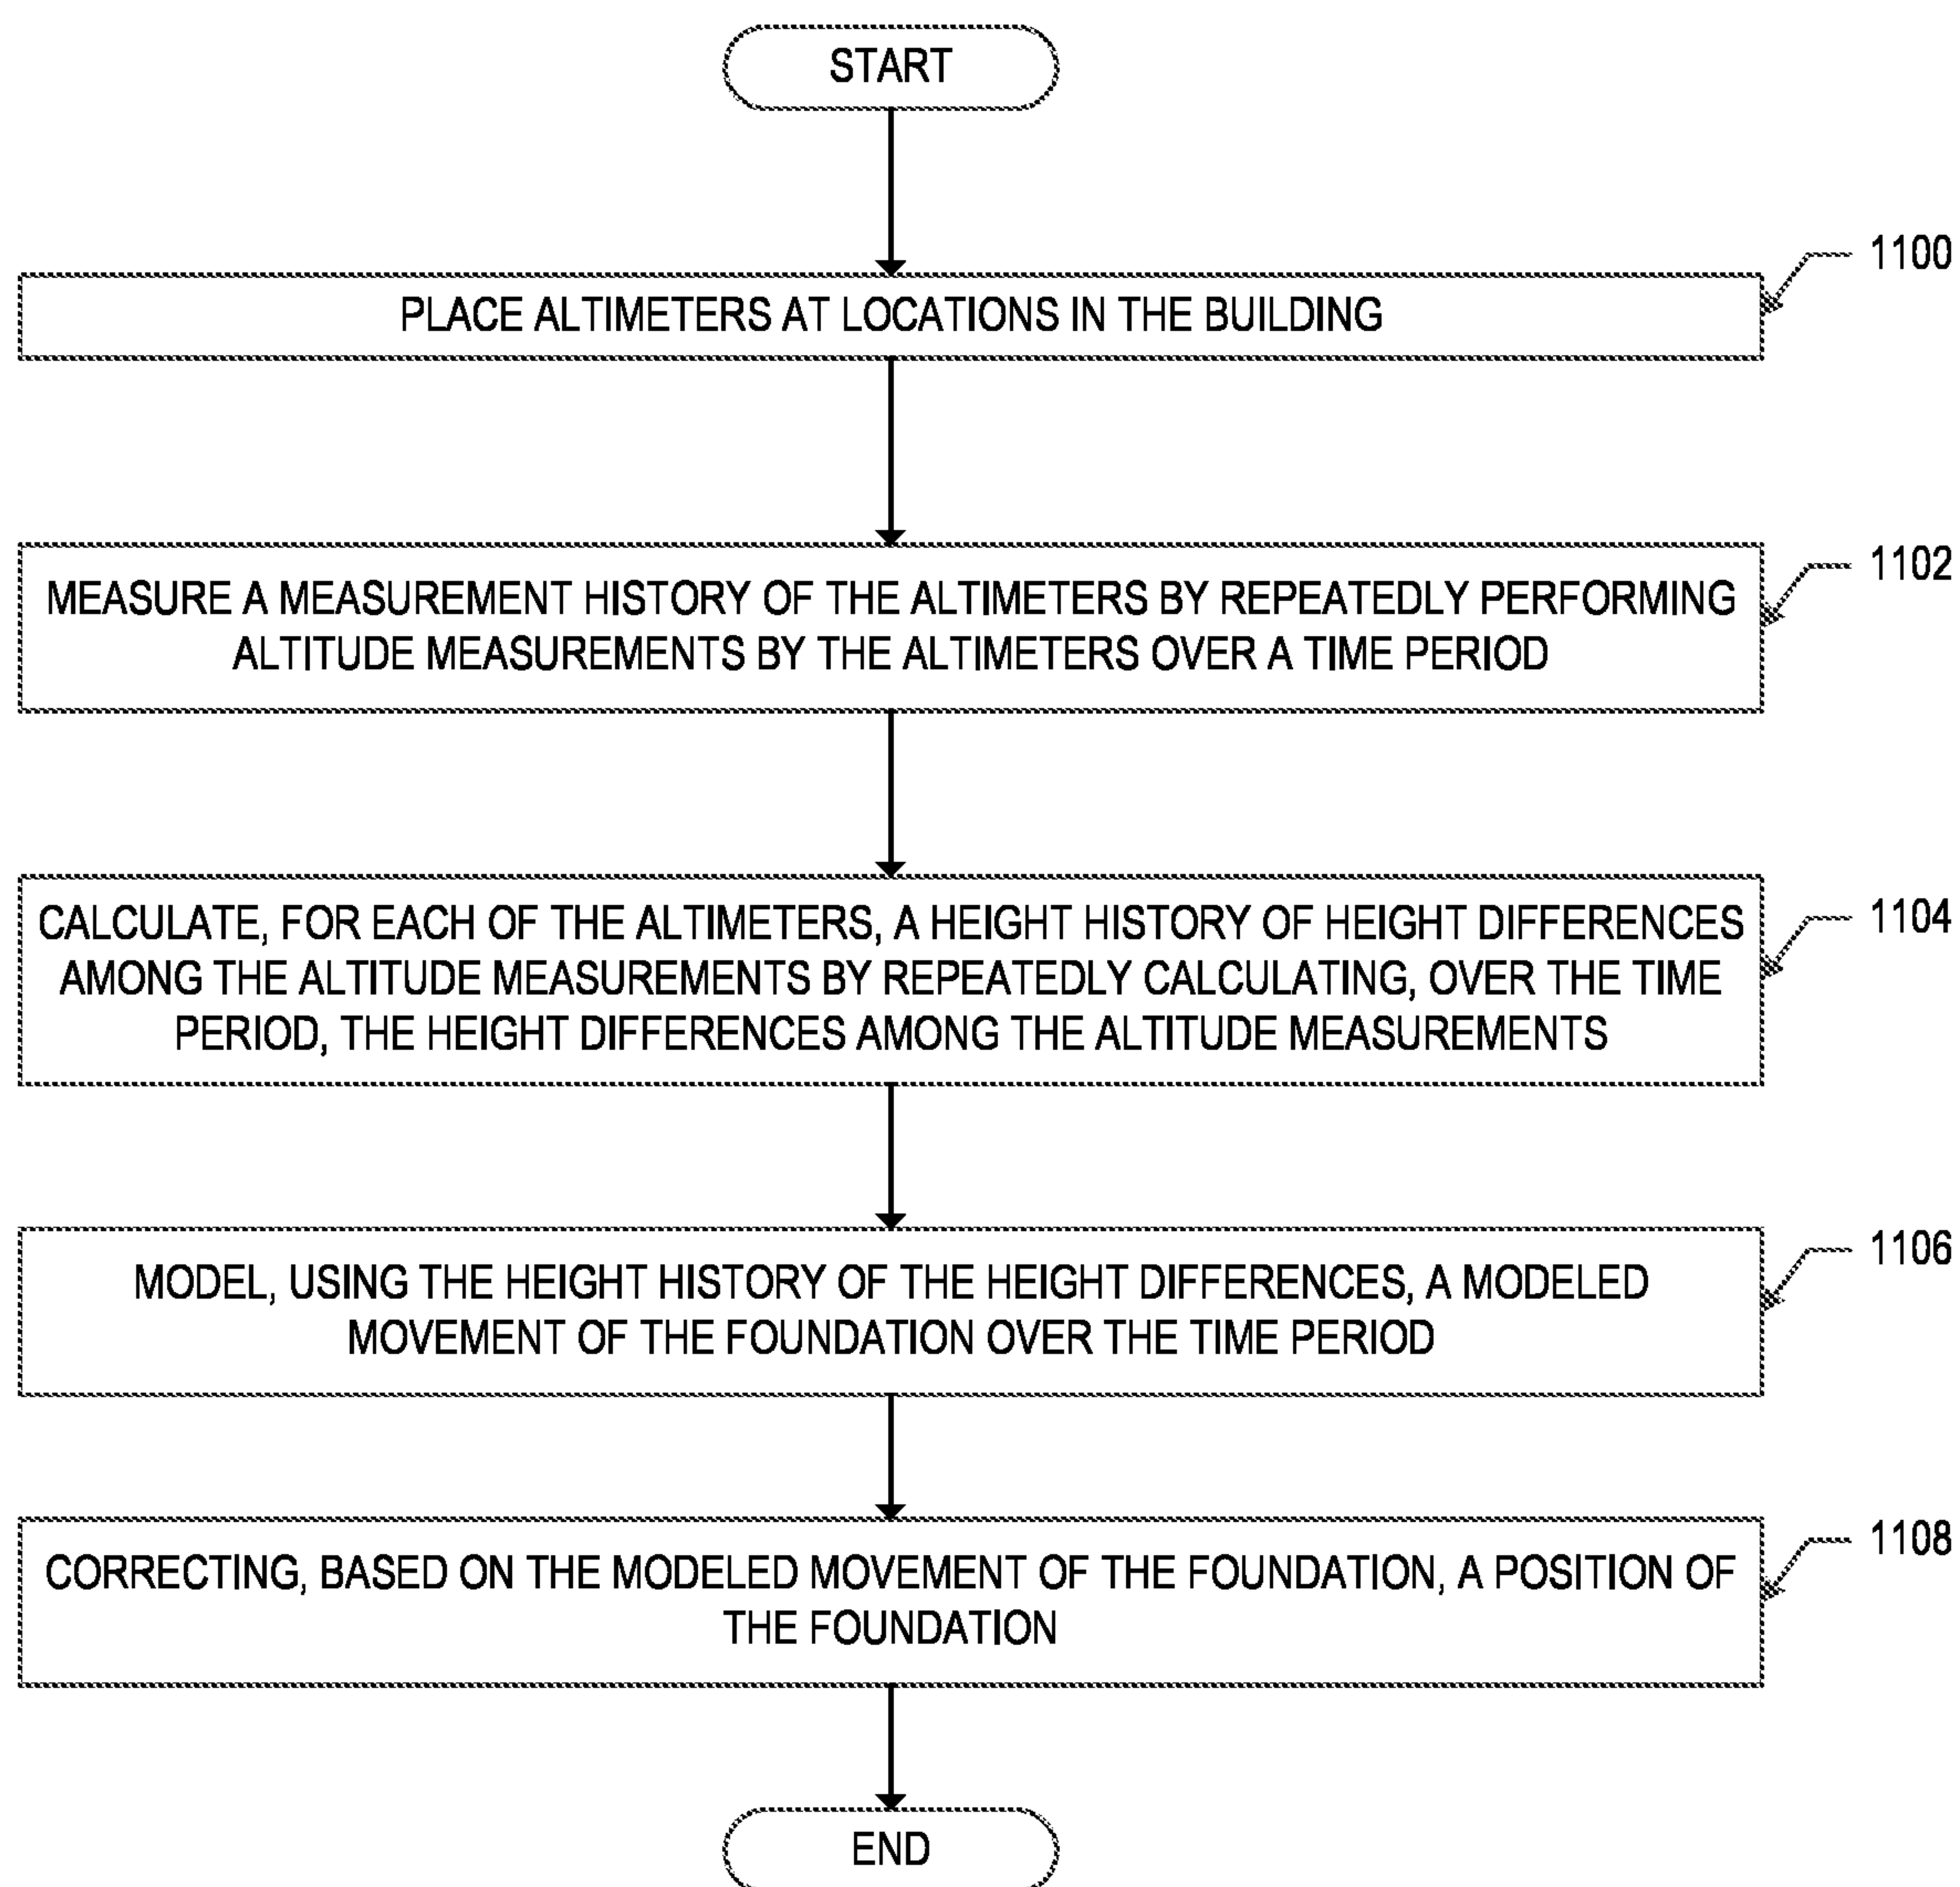 START
1100
PLACE ALTIMETERS AT LOCATIONS IN THE BUILDING
1102
MEASURE A MEASUREMENT HISTORY OF THE ALTIMETERS BY REPEATEDLY PERFORMING
ALTITUDE MEASUREMENTS BY THE ALTIMETERS OVER A TIME PERIOD
1104
CALCULATE, FOR EACH OF THE ALTIMETERS, A HEIGHT HISTORY OF HEIGHT DIFFERENCES
AMONG THE ALTITUDE MEASUREMENTS BY REPEATEDLY CALCULATING, OVER THE TIME
PERIOD, THE HEIGHT DIFFERENCES AMONG THE ALTITUDE MEASUREMENTS
1106
MODEL, USING THE HEIGHT HISTORY OF THE HEIGHT DIFFERENCES, A MODELED
MOVEMENT OF THE FOUNDATION OVER THE TIME PERIOD
1108
CORRECTING, BASED ON THE MODELED MOVEMENT OF THE FOUNDATION, A POSITION OF
THE FOUNDATION
END